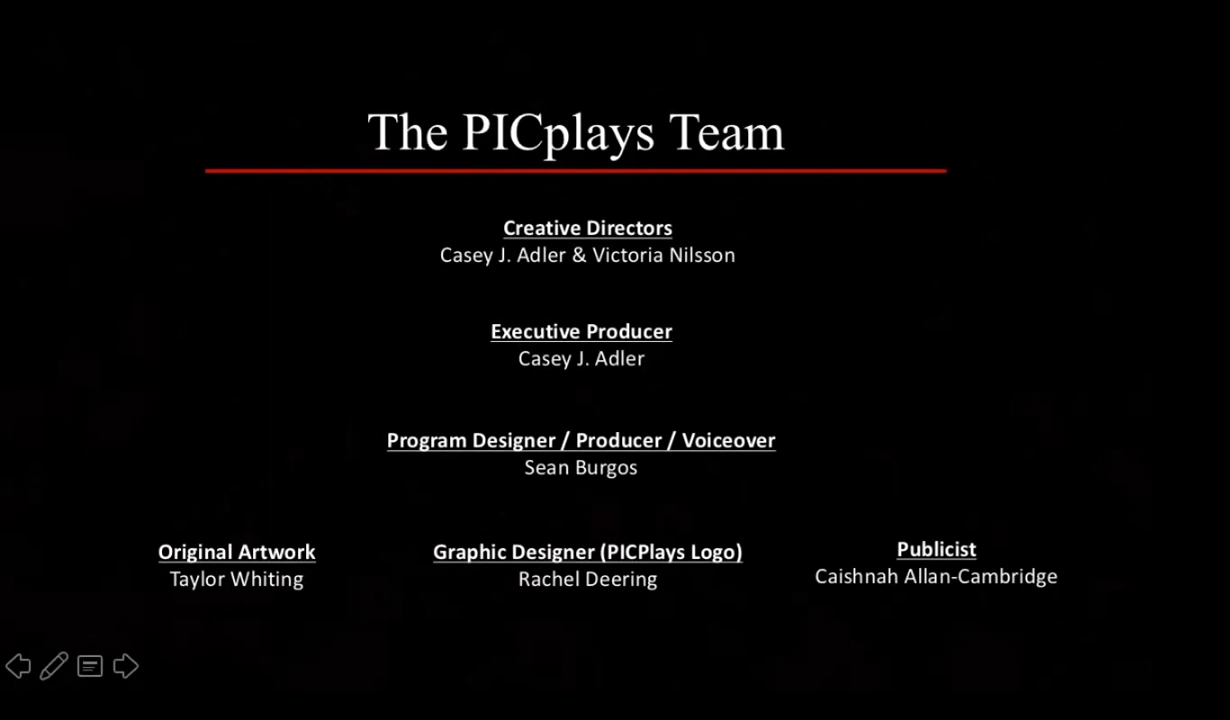 The PICplays Team
Creative Directors
Casey J. Adler & Victoria Nilsson
Executive Producer
Casey J. Adler
Program Designer / Producer / Voiceover
Sean Burgos
Original Artwork
Taylor Whiting
Graphic Designer (PICPlays Logo)
Rachel Deering
Publicist
Caishnah Allan-Cambridge